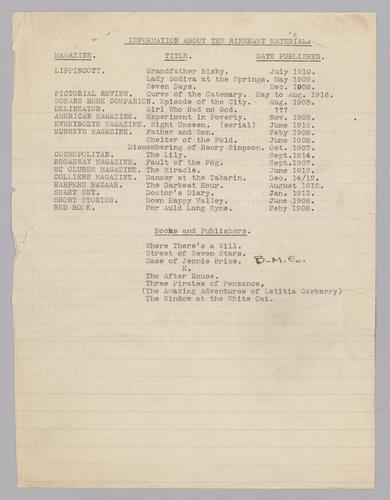 INFORMATION ABOUT THE RINEHART MATERIAL:
MAGAZINE. TITLE. DATE PUBLISHED.
LIPPINCOTT. Grandfather Bixby. July 1910.
Lady Godiva at the Springs. May 1909.
Seven Days. Dec. 1908.
PICTORIAL REVIEW. Curve of the Catenary. May to Aug. 1916.
WOMANS HOME COMPANION. Episode of the City. Aug. 1908.
DELINEATOR. Girl Who Had no God. ???
AMERICAN MAGAZINE. Experiment in Poverty. Nov. 1908.
EVERYBODYS MAGAZINE. Sight Unseen. (serial) June 1916.
MUNSEYS MAGAZINE. Father and Son. Feby 1908.
Shelter of the Fold. June 1908.
Dismembering of Henry Simpson. Oct. 1907.
COSMOPOLITAN. The Lily. Sept.1914.
BROADWAY MAGAZINE. Fault of the Fog. Sept.1907.
MC CLURES MAGAZINE. The Miracle. June 1912.
COLLIERS MAGAZINE. Dancer at the Tabarin. Dec. 14/12.
HARPERS BAZAAR. The Darkest Hour. August 1912.
SMART SET. Doctor's Diary. Jan. 1913.
SHORT STORIES. Down Happy Valley. June 1908.
RED BOOK. For Auld Lang Syne. Feby 1908.
Books and Publishers.
Where There's a Will.
Street of Seven Stars.
Case of Jennie Brice. B-M.Co.
K.
The After House.
Three Pirates of Penzance,
(The Amazing Adventures of Letitia Carberry)
The Window at the White Cat.